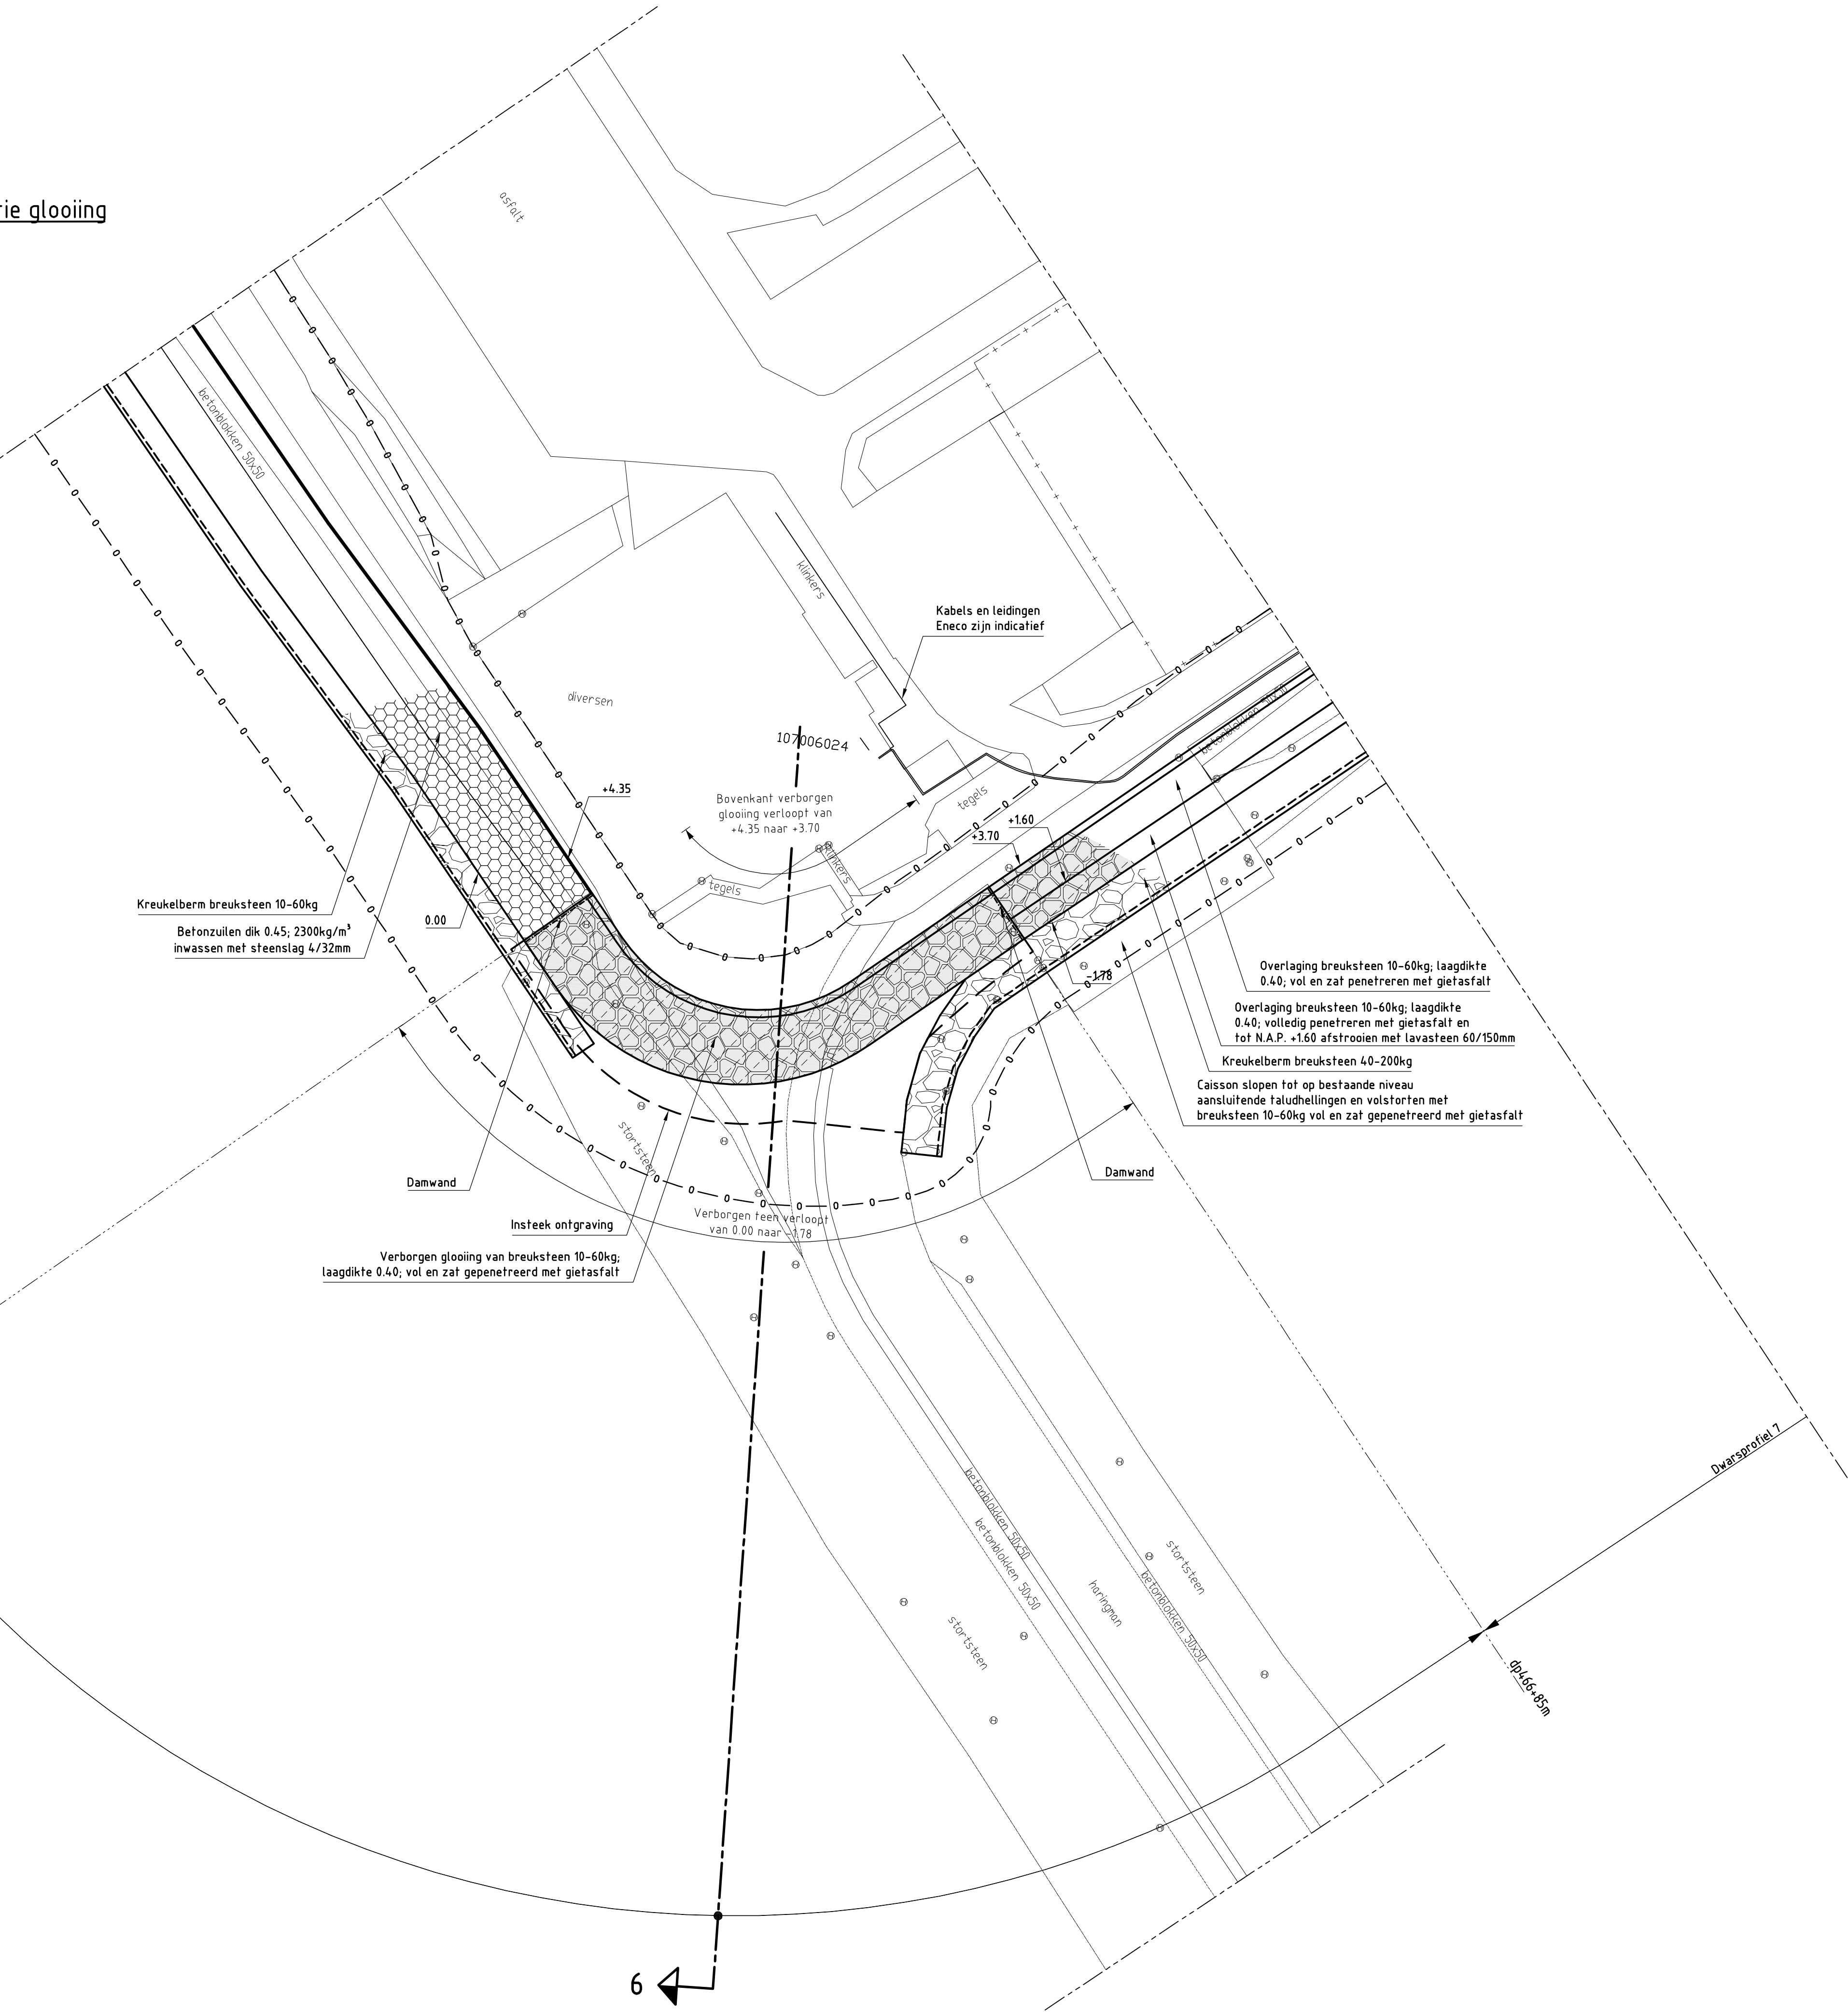 rie glooiing
asfalt
betonblokken 50x50
klinkers
Kabels en leidingen
Eneco zijn indicatief
diversen
107006024
betonblokken 50x50
+4.35
Bovenkant verborgen
glooiing verloopt van
+4.35 naar +3.70
tegels
+1.60
+3.70
klinkers
tegels
Kreukelberm breuksteen 10-60kg
0.00
Betonzuilen dik 0.45; 2300kg/m³
inwassen met steenslag 4/32mm
-1.78
Overlaging breuksteen 10-60kg; laagdikte
0.40; vol en zat penetreren met gietasfalt
Overlaging breuksteen 10-60kg; laagdikte
0.40; volledig penetreren met gietasfalt en
tot N.A.P. +1.60 afstrooien met lavasteen 60/150mm
Kreukelberm breuksteen 40-200kg
Caisson slopen tot op bestaande niveau
aansluitende taludhellingen en volstorten met
breuksteen 10-60kg vol en zat gepenetreerd met gietasfalt
stortsteen
Damwand
Damwand
Insteek ontgraving
Verborgen teen verloopt
van 0.00 naar -1.78
Verborgen glooiing van breuksteen 10-60kg;
laagdikte 0.40; vol en zat gepenetreerd met gietasfalt
Dwarsprofiel 7
betonblokken 50x50
betonblokken 50x50
stortsteen
haringman
betonblokken 50x50
stortsteen
dp466+85m
6